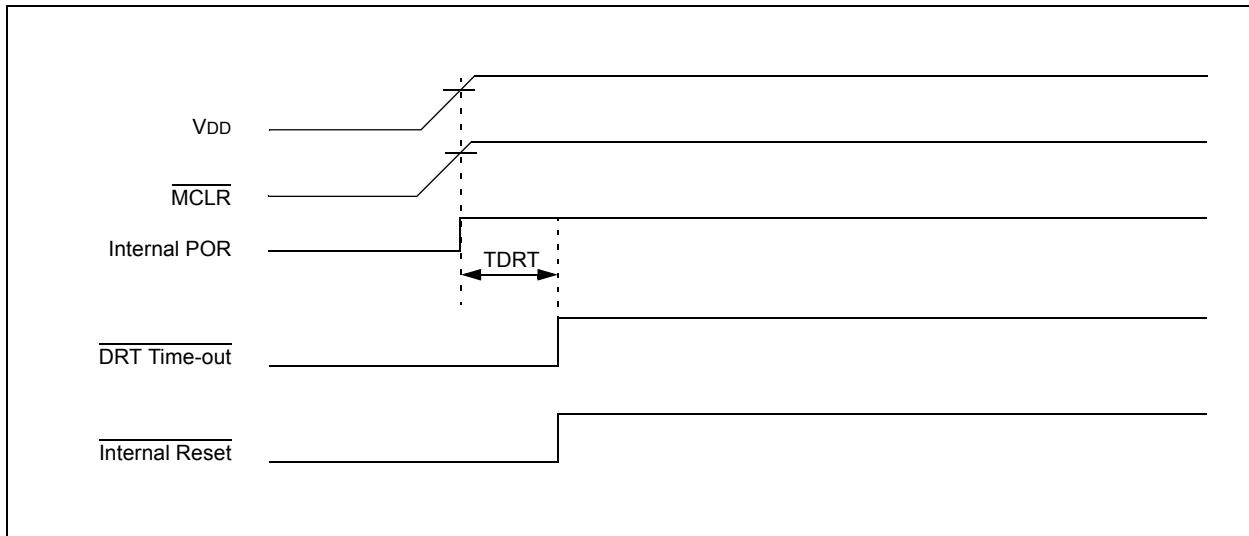 VDD
MCLR
Internal POR
TDRT
DRT Time-out
Internal Reset